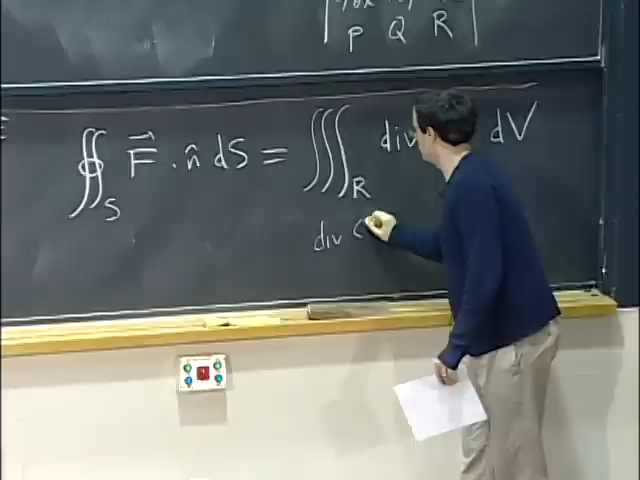 P Q R
∯_S F⃗ · n̂ dS = ∭_R div dV
div (